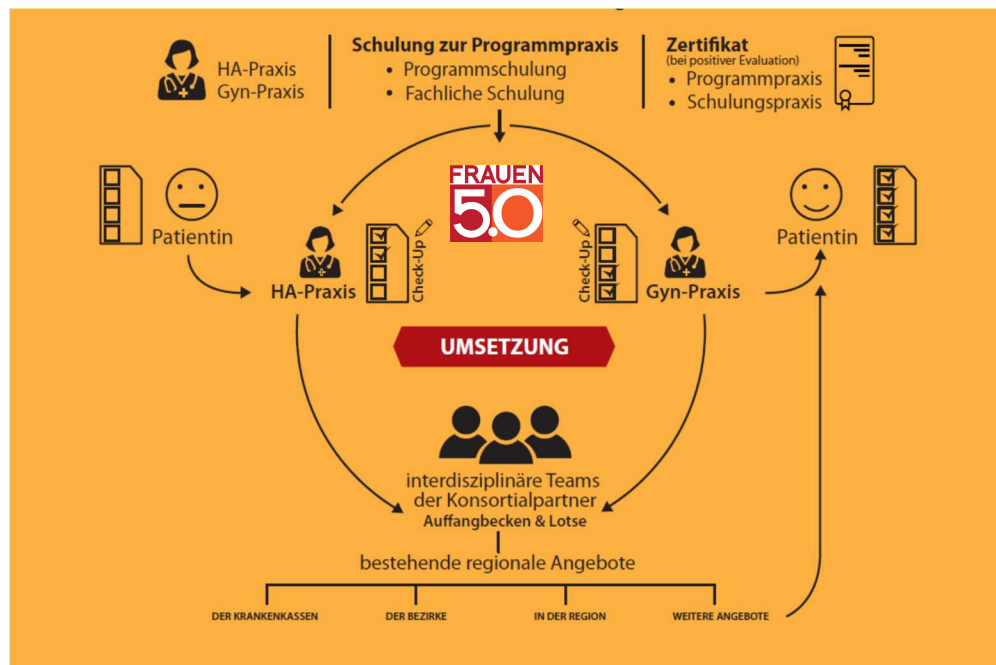 HA-Praxis
Gyn-Praxis
Schulung zur Programmpraxis
• Programmschulung
• Fachliche Schulung
Zertifikat
(bei positiver Evaluation)
• Programmpraxis
• Schulungspraxis
FRAUEN
5.0
Patientin
HA-Praxis
Check-Up
Check-Up
Gyn-Praxis
Patientin
UMSETZUNG
interdisziplinäre Teams
der Konsortialpartner
Auffangbecken & Lotse
bestehende regionale Angebote
DER KRANKENKASSEN
DER BEZIRKE
IN DER REGION
WEITERE ANGEBOTE